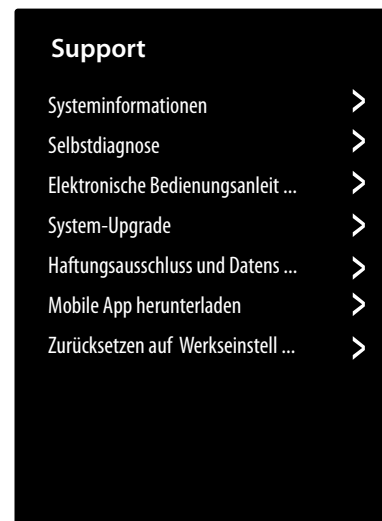 Support
Systeminformationen
Selbstdiagnose
Elektronische Bedienungsanleit ...
System-Upgrade
Haftungsausschluss und Datens ...
Mobile App herunterladen
Zurücksetzen auf Werkseinstell ...